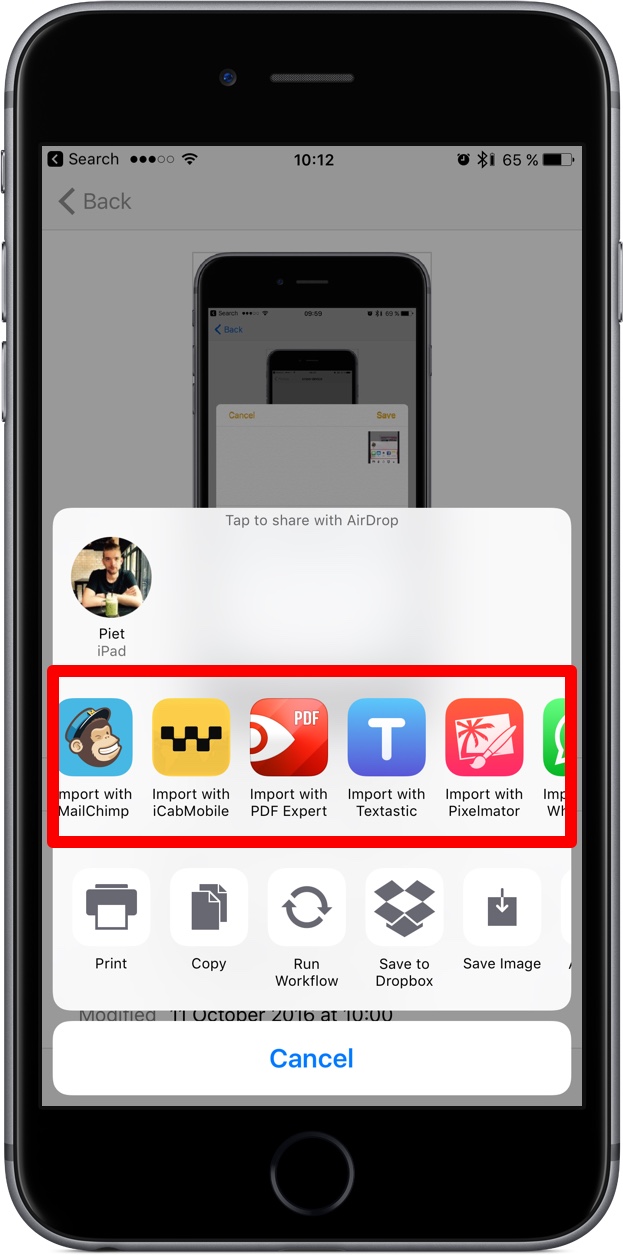 Search
10:12
65 %
Back
Search
09:59
69 %
Back
Cancel
Save
Tap to share with AirDrop
Piet
iPad
PDF
T
mport with
MailChimp
Import with
iCabMobile
Import with
PDF Expert
Import with
Textastic
Import with
Pixelmator
Imp
Wh
Print
Copy
Run
Workflow
Save to
Dropbox
Save Image
Modified 11 October 2016 at 10:00
Cancel